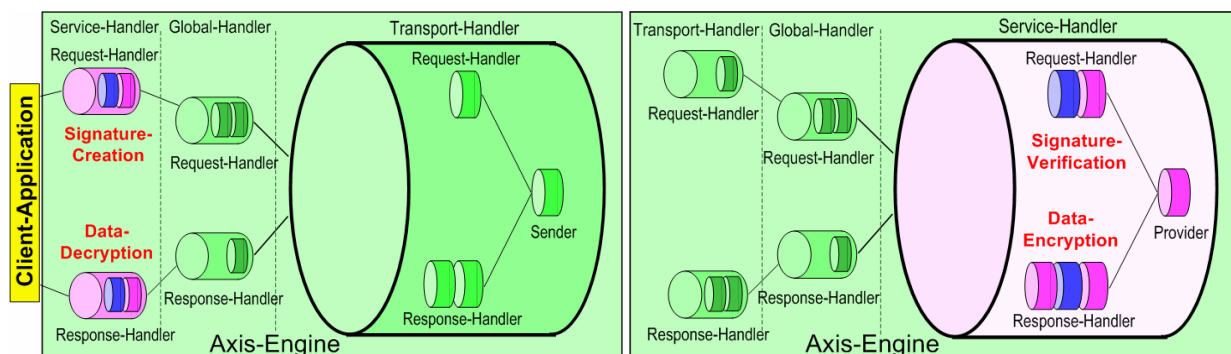 Client-Application
Service-Handler
Request-Handler
Signature-
Creation
Data-
Decryption
Response-Handler
Global-Handler
Request-Handler
Response-Handler
Transport-Handler
Request-Handler
Sender
Response-Handler
Axis-Engine
Transport-Handler
Request-Handler
Response-Handler
Global-Handler
Request-Handler
Response-Handler
Service-Handler
Request-Handler
Signature-
Verification
Data-
Encryption
Provider
Response-Handler
Axis-Engine